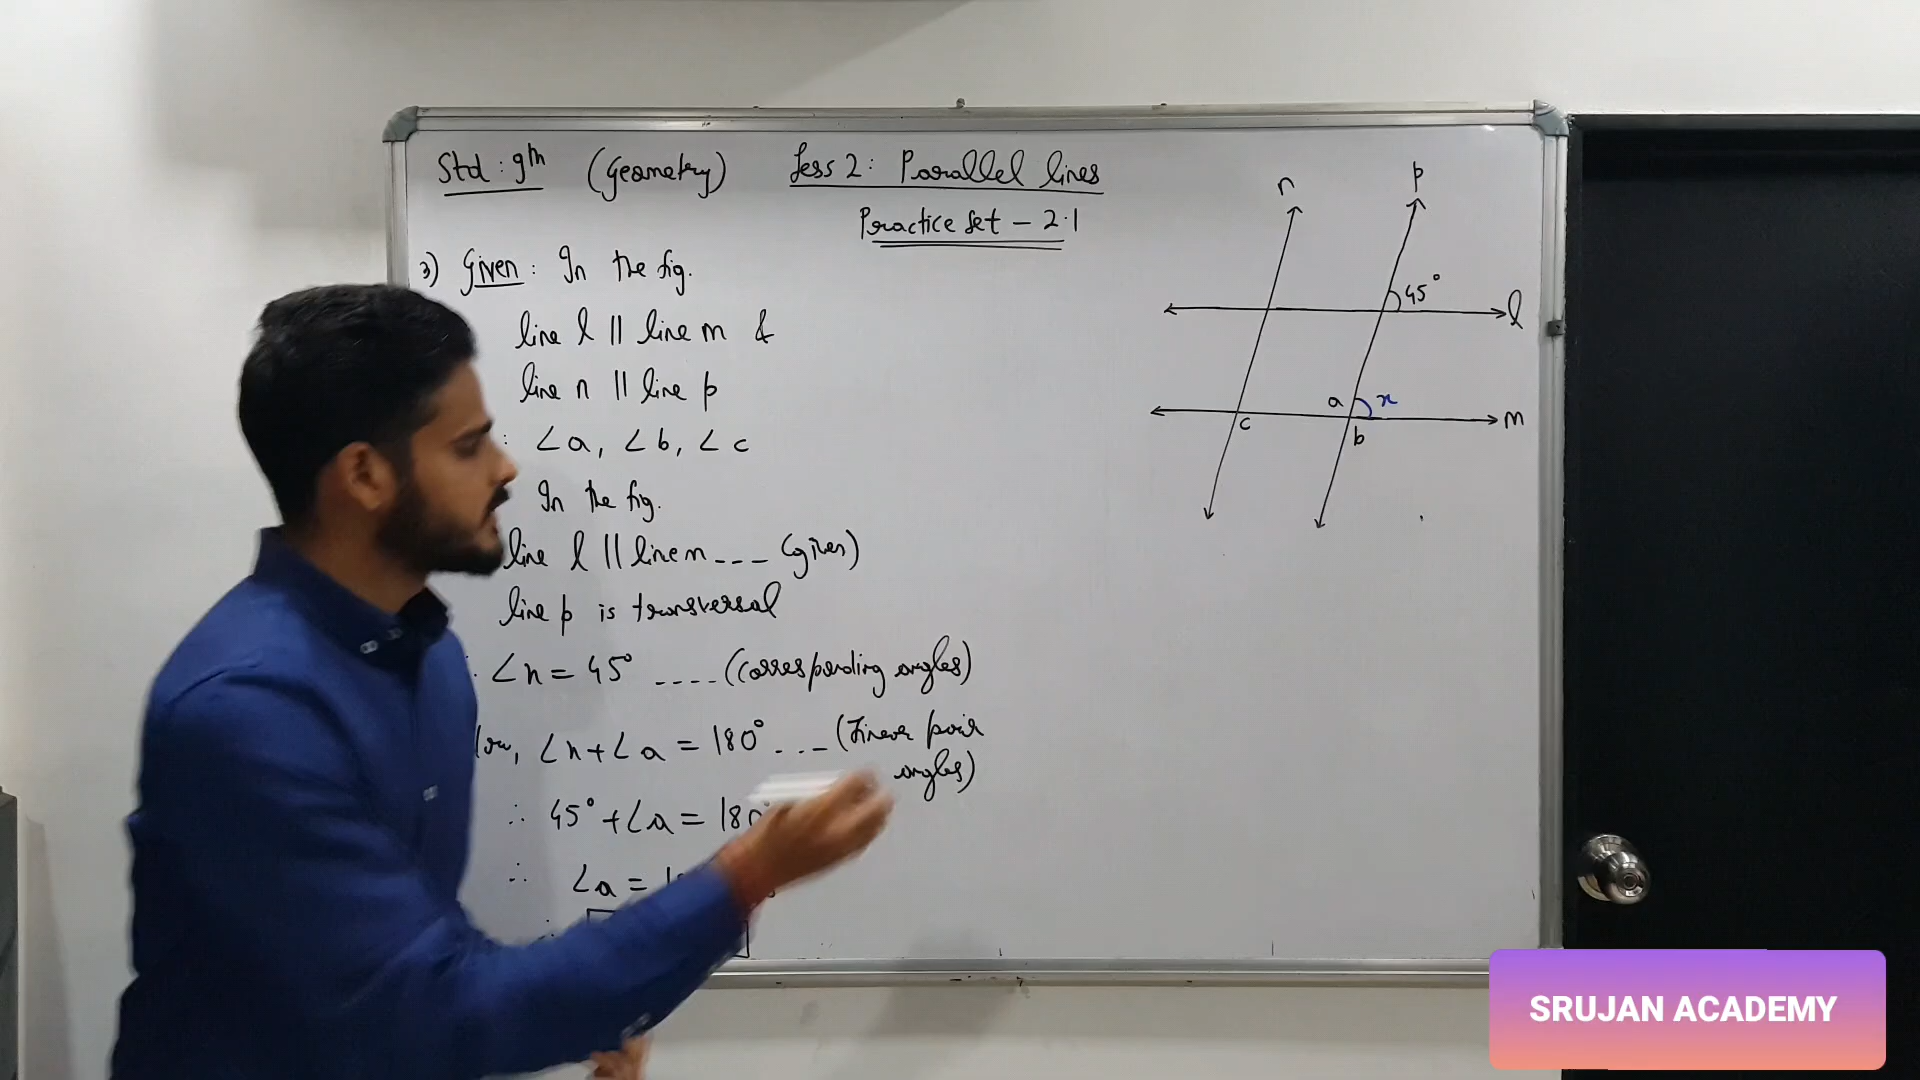 Std : 9th (Geometry) Less 2: Parallel lines
Practice Set - 2.1
3) Given : In the fig.
line l || line m &
line n || line p
: ∠a, ∠b, ∠c
In the fig.
line l || line m --- (given)
line p is transversal
∠x = 45° ---- (corresponding angles)
∠x + ∠a = 180° --- (Linear pair
angles)
∴ 45° + ∠a = 180°
∴ ∠a =
n
p
45°
l
a
x
m
c
b
SRUJAN ACADEMY